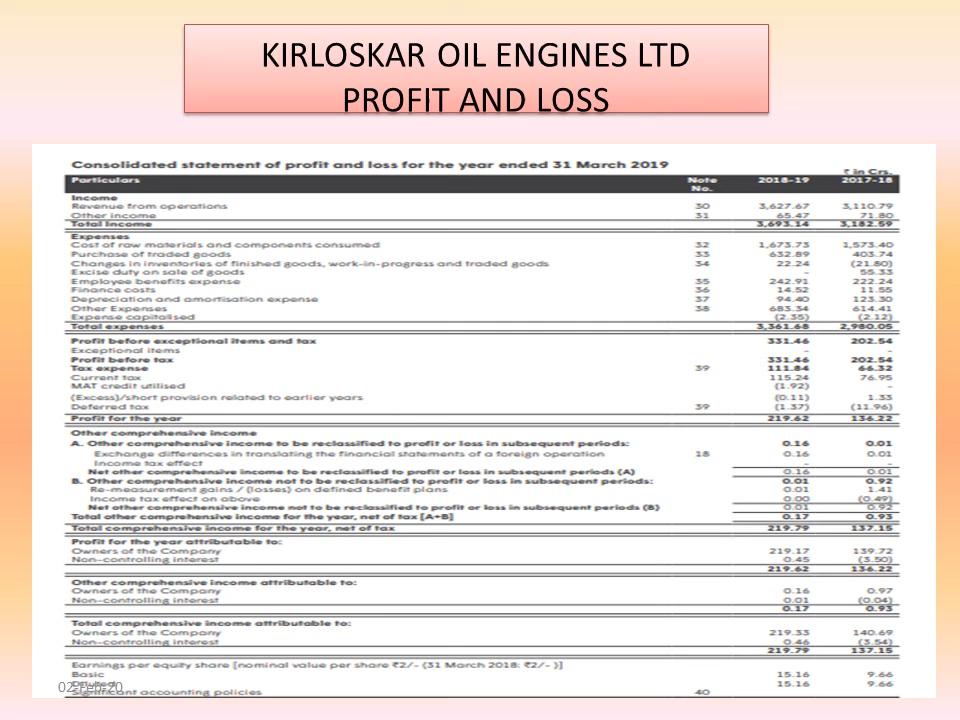 KIRLOSKAR OIL ENGINES LTD
PROFIT AND LOSS
Consolidated statement of profit and loss for the year ended 31 March 2019
₹ in Crs.
Particulars Note No. 2018-19 2017-18
Income
Revenue from operations 30 3,627.67 3,110.79
Other income 31 65.47 71.80
Total Income 3,693.14 3,182.59
Expenses
Cost of raw materials and components consumed 32 1,673.73 1,573.40
Purchase of traded goods 33 632.89 403.74
Changes in inventories of finished goods, work-in-progress and traded goods 34 22.24 (21.80)
Excise duty on sale of goods - 55.33
Employee benefits expense 35 242.91 222.24
Finance costs 36 14.52 11.55
Depreciation and amortisation expense 37 94.40 123.30
Other Expenses 38 683.34 614.41
Expense capitalised (2.35) (2.12)
Total expenses 3,361.68 2,980.05
Profit before exceptional items and tax 331.46 202.54
Exceptional items - -
Profit before tax 331.46 202.54
Tax expense 39 111.84 66.32
Current tax 115.24 76.95
MAT credit utilised (1.92) -
(Excess)/short provision related to earlier years (0.11) 1.33
Deferred tax 39 (1.37) (11.96)
Profit for the year 219.62 136.22
Other comprehensive income
A. Other comprehensive income to be reclassified to profit or loss in subsequent periods: 0.16 0.01
Exchange differences in translating the financial statements of a foreign operation 18 0.16 0.01
Income tax effect - -
Net other comprehensive income to be reclassified to profit or loss in subsequent periods (A) 0.16 0.01
B. Other comprehensive income not to be reclassified to profit or loss in subsequent periods: 0.01 0.92
Re-measurement gains / (losses) on defined benefit plans 0.01 1.41
Income tax effect on above 0.00 (0.49)
Net other comprehensive income not to be reclassified to profit or loss in subsequent periods (B) 0.01 0.92
Total other comprehensive income for the year, net of tax [A+B] 0.17 0.93
Total comprehensive income for the year, net of tax 219.79 137.15
Profit for the year attributable to:
Owners of the Company 219.17 139.72
Non-controlling interest 0.45 (3.50)
219.62 136.22
Other comprehensive income attributable to:
Owners of the Company 0.16 0.97
Non-controlling interest 0.01 (0.04)
0.17 0.93
Total comprehensive income attributable to:
Owners of the Company 219.33 140.69
Non-controlling interest 0.46 (3.54)
219.79 137.15
Earnings per equity share [nominal value per share ₹2/- (31 March 2018: ₹2/- )]
Basic 15.16 9.66
Diluted 15.16 9.66
02-Feb-20
Significant accounting policies 40